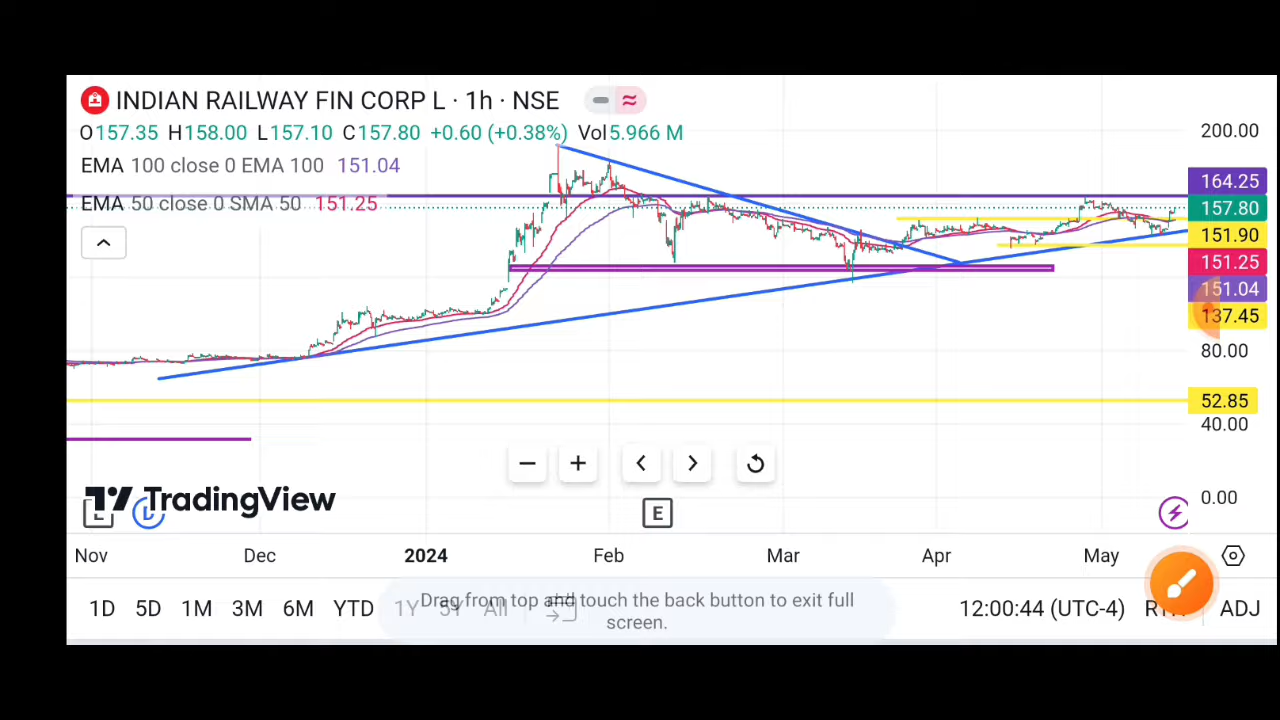 INDIAN RAILWAY FIN CORP L · 1h · NSE
O157.35 H158.00 L157.10 C157.80 +0.60 (+0.38%) Vol5.966 M
EMA 100 close 0 EMA 100 151.04
EMA 50 close 0 SMA 50 151.25
200.00
164.25
157.80
151.90
151.25
151.04
137.45
80.00
52.85
40.00
0.00
TradingView
E
Nov Dec 2024 Feb Mar Apr May
1D 5D 1M 3M 6M YTD 1Y 5Y All 12:00:44 (UTC-4) ADJ
Drag from top and touch the back button to exit full
screen.